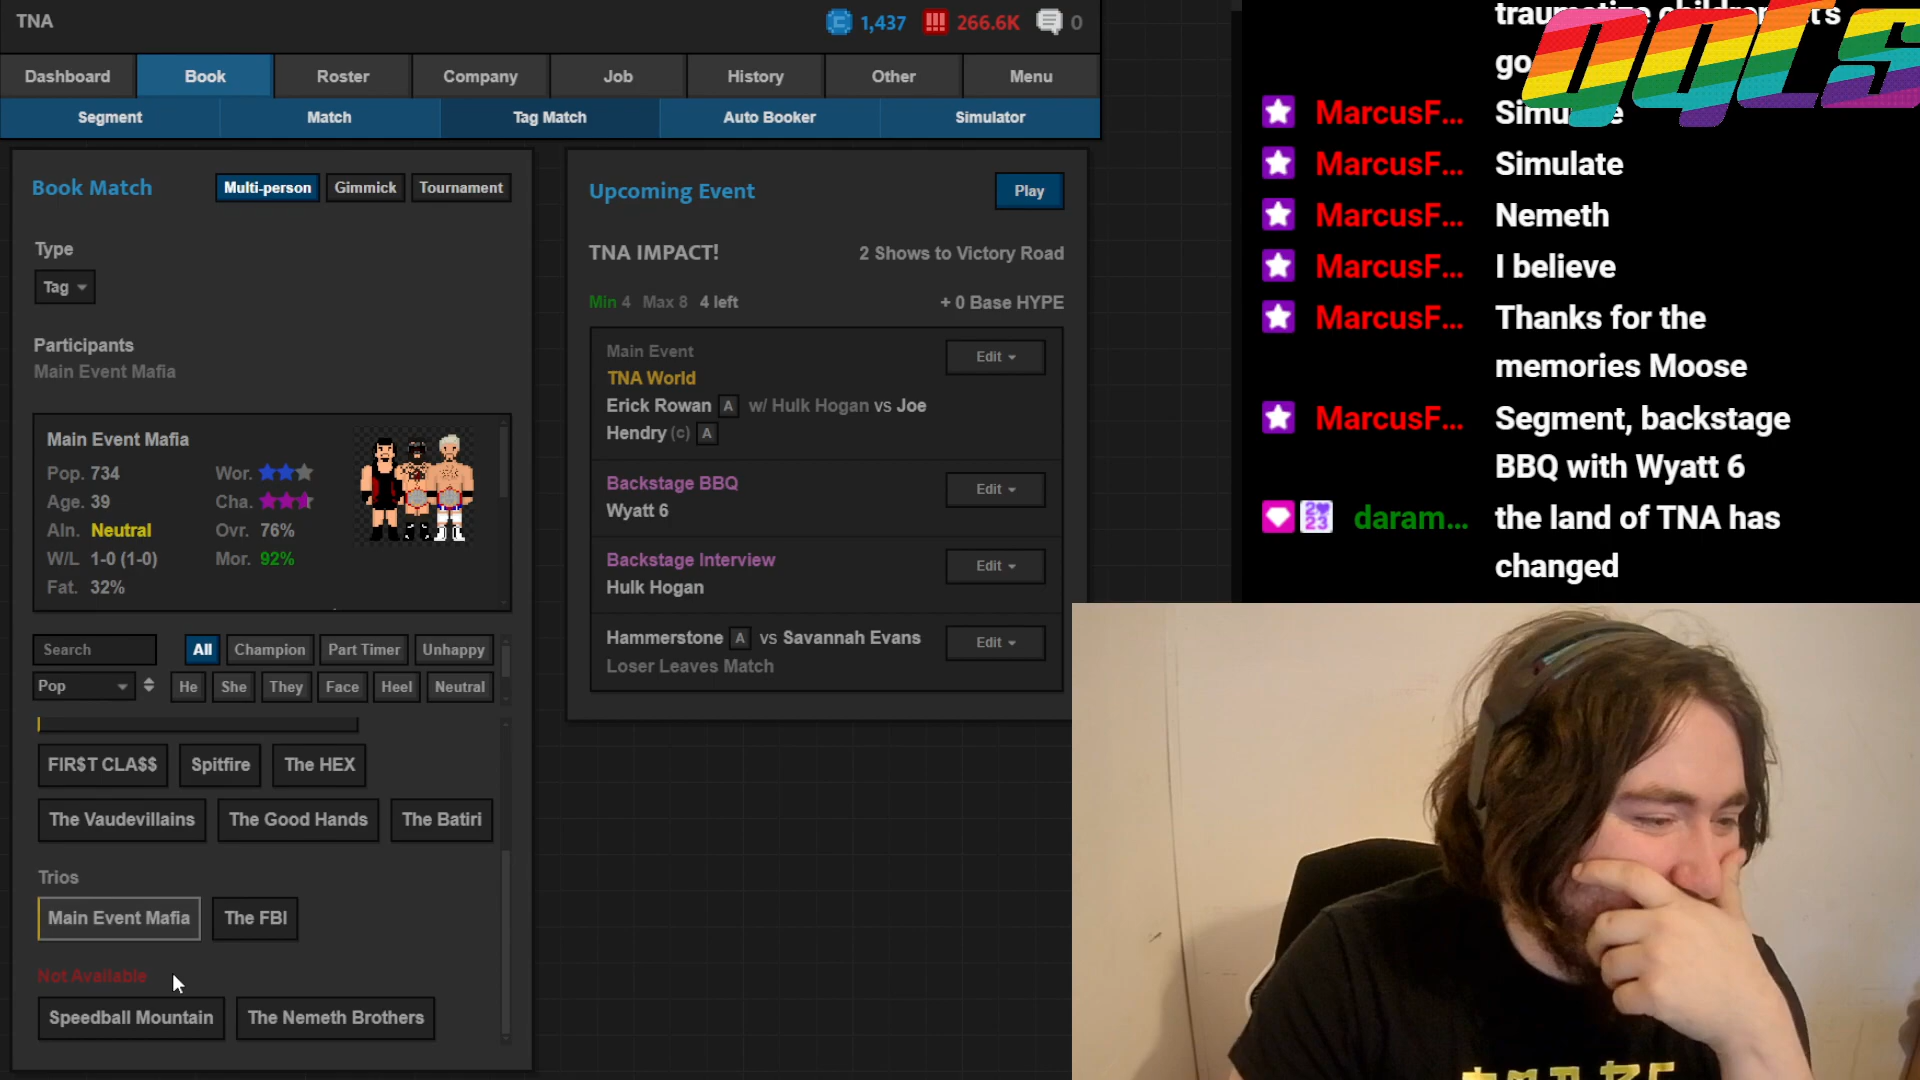 TNA
1,437 266.6K 0
Dashboard Book Roster Company Job History Other Menu
Segment Match Tag Match Auto Booker Simulator
Book Match Multi-person Gimmick Tournament
Type
Tag
Participants
Main Event Mafia
Main Event Mafia
Pop. 734 Wor.
Age. 39 Cha.
Aln. Neutral Ovr. 76%
W/L 1-0 (1-0) Mor. 92%
Fat. 32%
Search All Champion Part Timer Unhappy
Pop He She They Face Heel Neutral
FIR$T CLA$$ Spitfire The HEX
The Vaudevillains The Good Hands The Batiri
Trios
Main Event Mafia The FBI
Not Available
Speedball Mountain The Nemeth Brothers
Upcoming Event Play
TNA IMPACT! 2 Shows to Victory Road
Min 4 Max 8 4 left + 0 Base HYPE
Main Event Edit
TNA World
Erick Rowan A w/ Hulk Hogan vs Joe
Hendry (c) A
Backstage BBQ Edit
Wyatt 6
Backstage Interview Edit
Hulk Hogan
Hammerstone A vs Savannah Evans Edit
Loser Leaves Match
QQLS
go
MarcusF...
MarcusF... Simulate
MarcusF... Nemeth
MarcusF... I believe
MarcusF... Thanks for the
memories Moose
MarcusF... Segment, backstage
BBQ with Wyatt 6
daram... the land of TNA has
changed